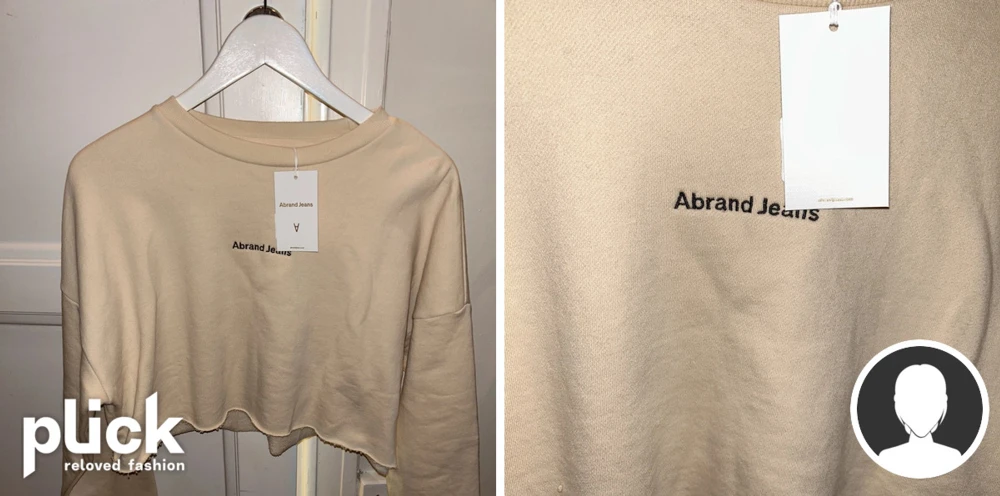 Abrand Jeans
Abrand Jeans
plick
reloved fashion
Abrand Jeans